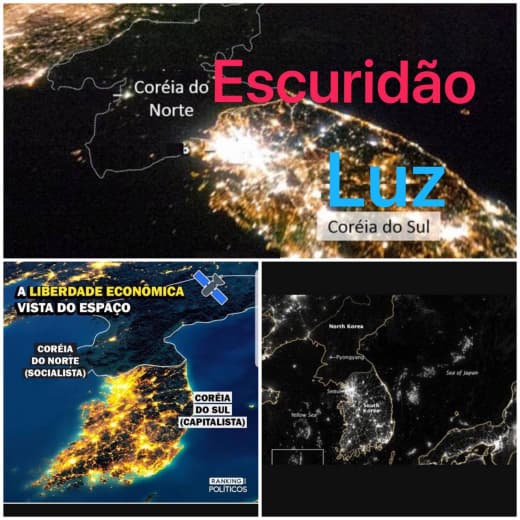 Coréia do
Norte
Escuridão
Luz
Coréia do Sul
A LIBERDADE ECONÔMICA
VISTA DO ESPAÇO
CORÉIA
DO NORTE
(SOCIALISTA)
CORÉIA
DO SUL
(CAPITALISTA)
RANKING
POLÍTICOS
North Korea
Pyongyang
Sea of Japan
Seoul
South
Korea
Yellow Sea